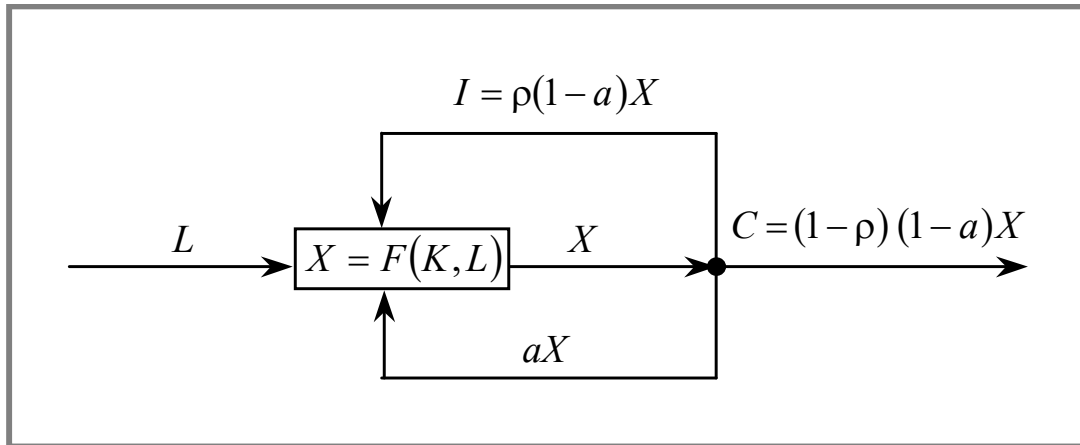 I = ρ(1−a)X
C = (1−ρ)(1−a)X
L
X = F(K,L)
X
aX